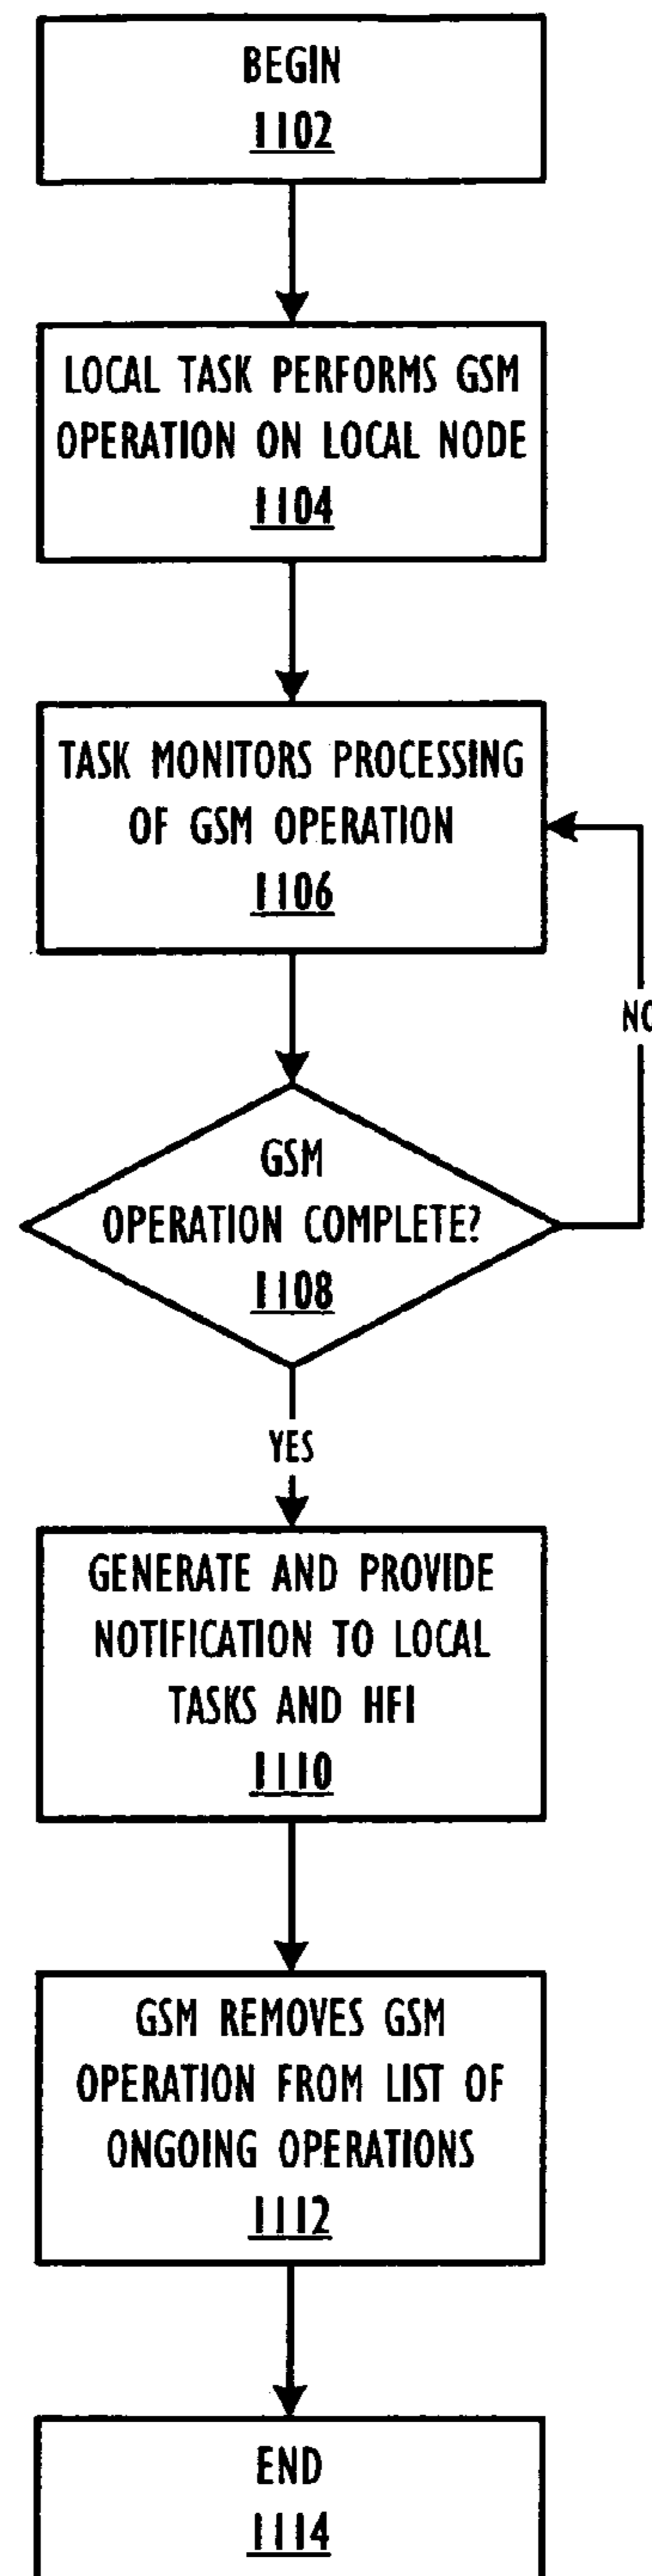 BEGIN
1102
LOCAL TASK PERFORMS GSM
OPERATION ON LOCAL NODE
1104
TASK MONITORS PROCESSING
OF GSM OPERATION
1106
NO
GSM
OPERATION COMPLETE?
1108
YES
GENERATE AND PROVIDE
NOTIFICATION TO LOCAL
TASKS AND HFI
1110
GSM REMOVES GSM
OPERATION FROM LIST OF
ONGOING OPERATIONS
1112
END
1114